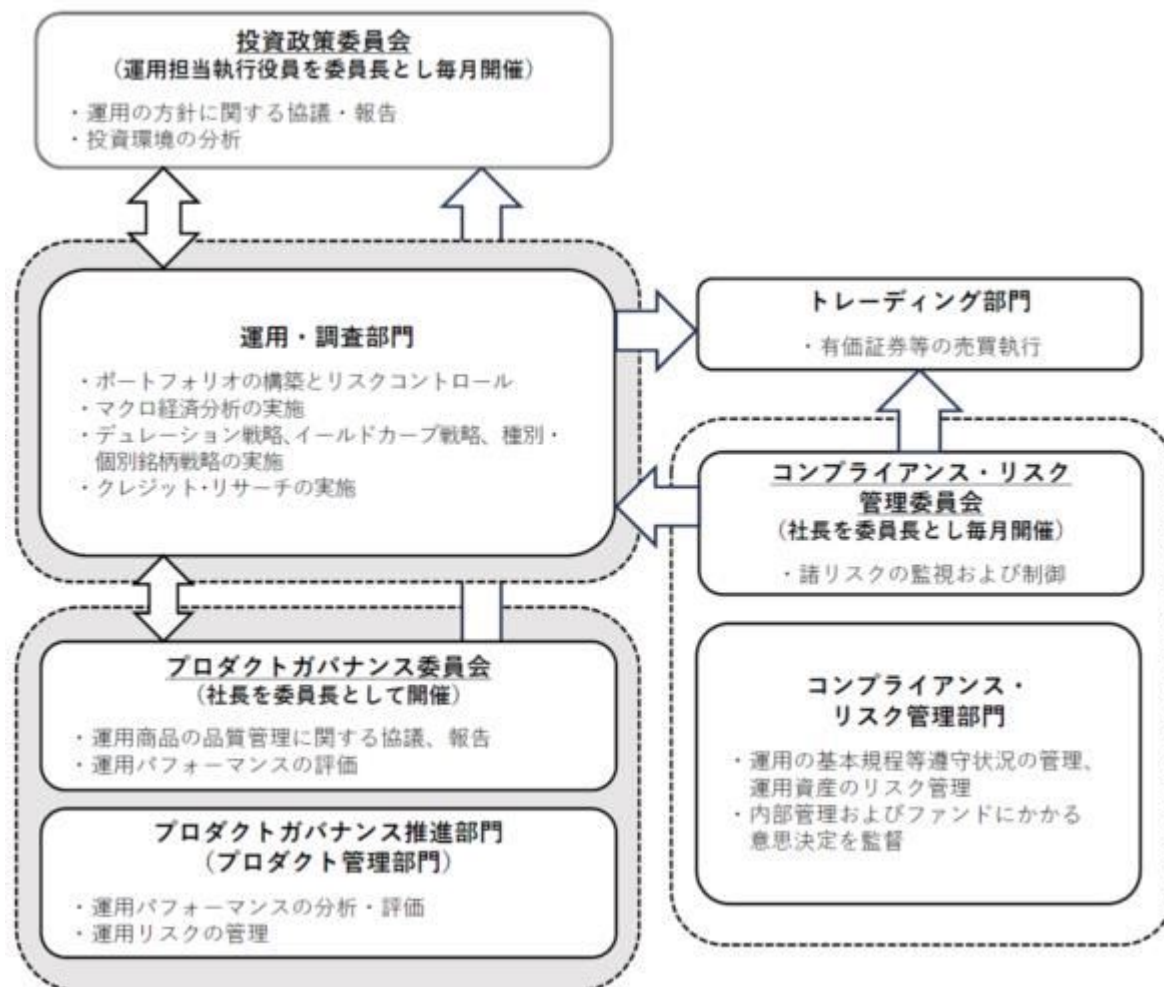 投資政策委員会
(運用担当執行役員を委員長とし毎月開催)
・運用の方針に関する協議・報告
・投資環境の分析
運用・調査部門
・ポートフォリオの構築とリスクコントロール
・マクロ経済分析の実施
・デュレーション戦略、イールドカーブ戦略、種別・
個別銘柄戦略の実施
・クレジット・リサーチの実施
トレーディング部門
・有価証券等の売買執行
コンプライアンス・リスク
管理委員会
(社長を委員長とし毎月開催)
・諸リスクの監視および制御
プロダクトガバナンス委員会
(社長を委員長として開催)
・運用商品の品質管理に関する協議、報告
・運用パフォーマンスの評価
プロダクトガバナンス推進部門
(プロダクト管理部門)
・運用パフォーマンスの分析・評価
・運用リスクの管理
コンプライアンス・
リスク管理部門
・運用の基本規程等遵守状況の管理、
運用資産のリスク管理
・内部管理およびファンドにかかる
意思決定を監督